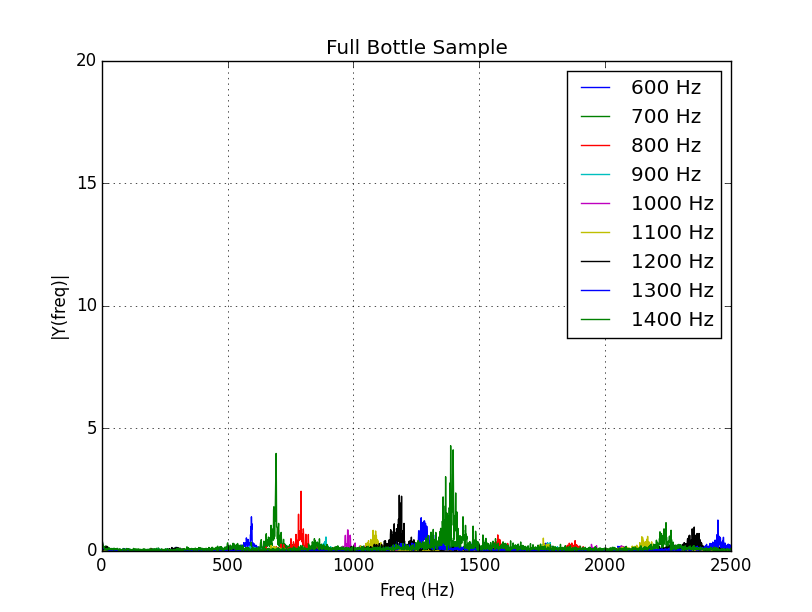 Full Bottle Sample
20
15
10
5
0
|Y(freq)|
600 Hz
700 Hz
800 Hz
900 Hz
1000 Hz
1100 Hz
1200 Hz
1300 Hz
1400 Hz
0 500 1000 1500 2000 2500
Freq (Hz)